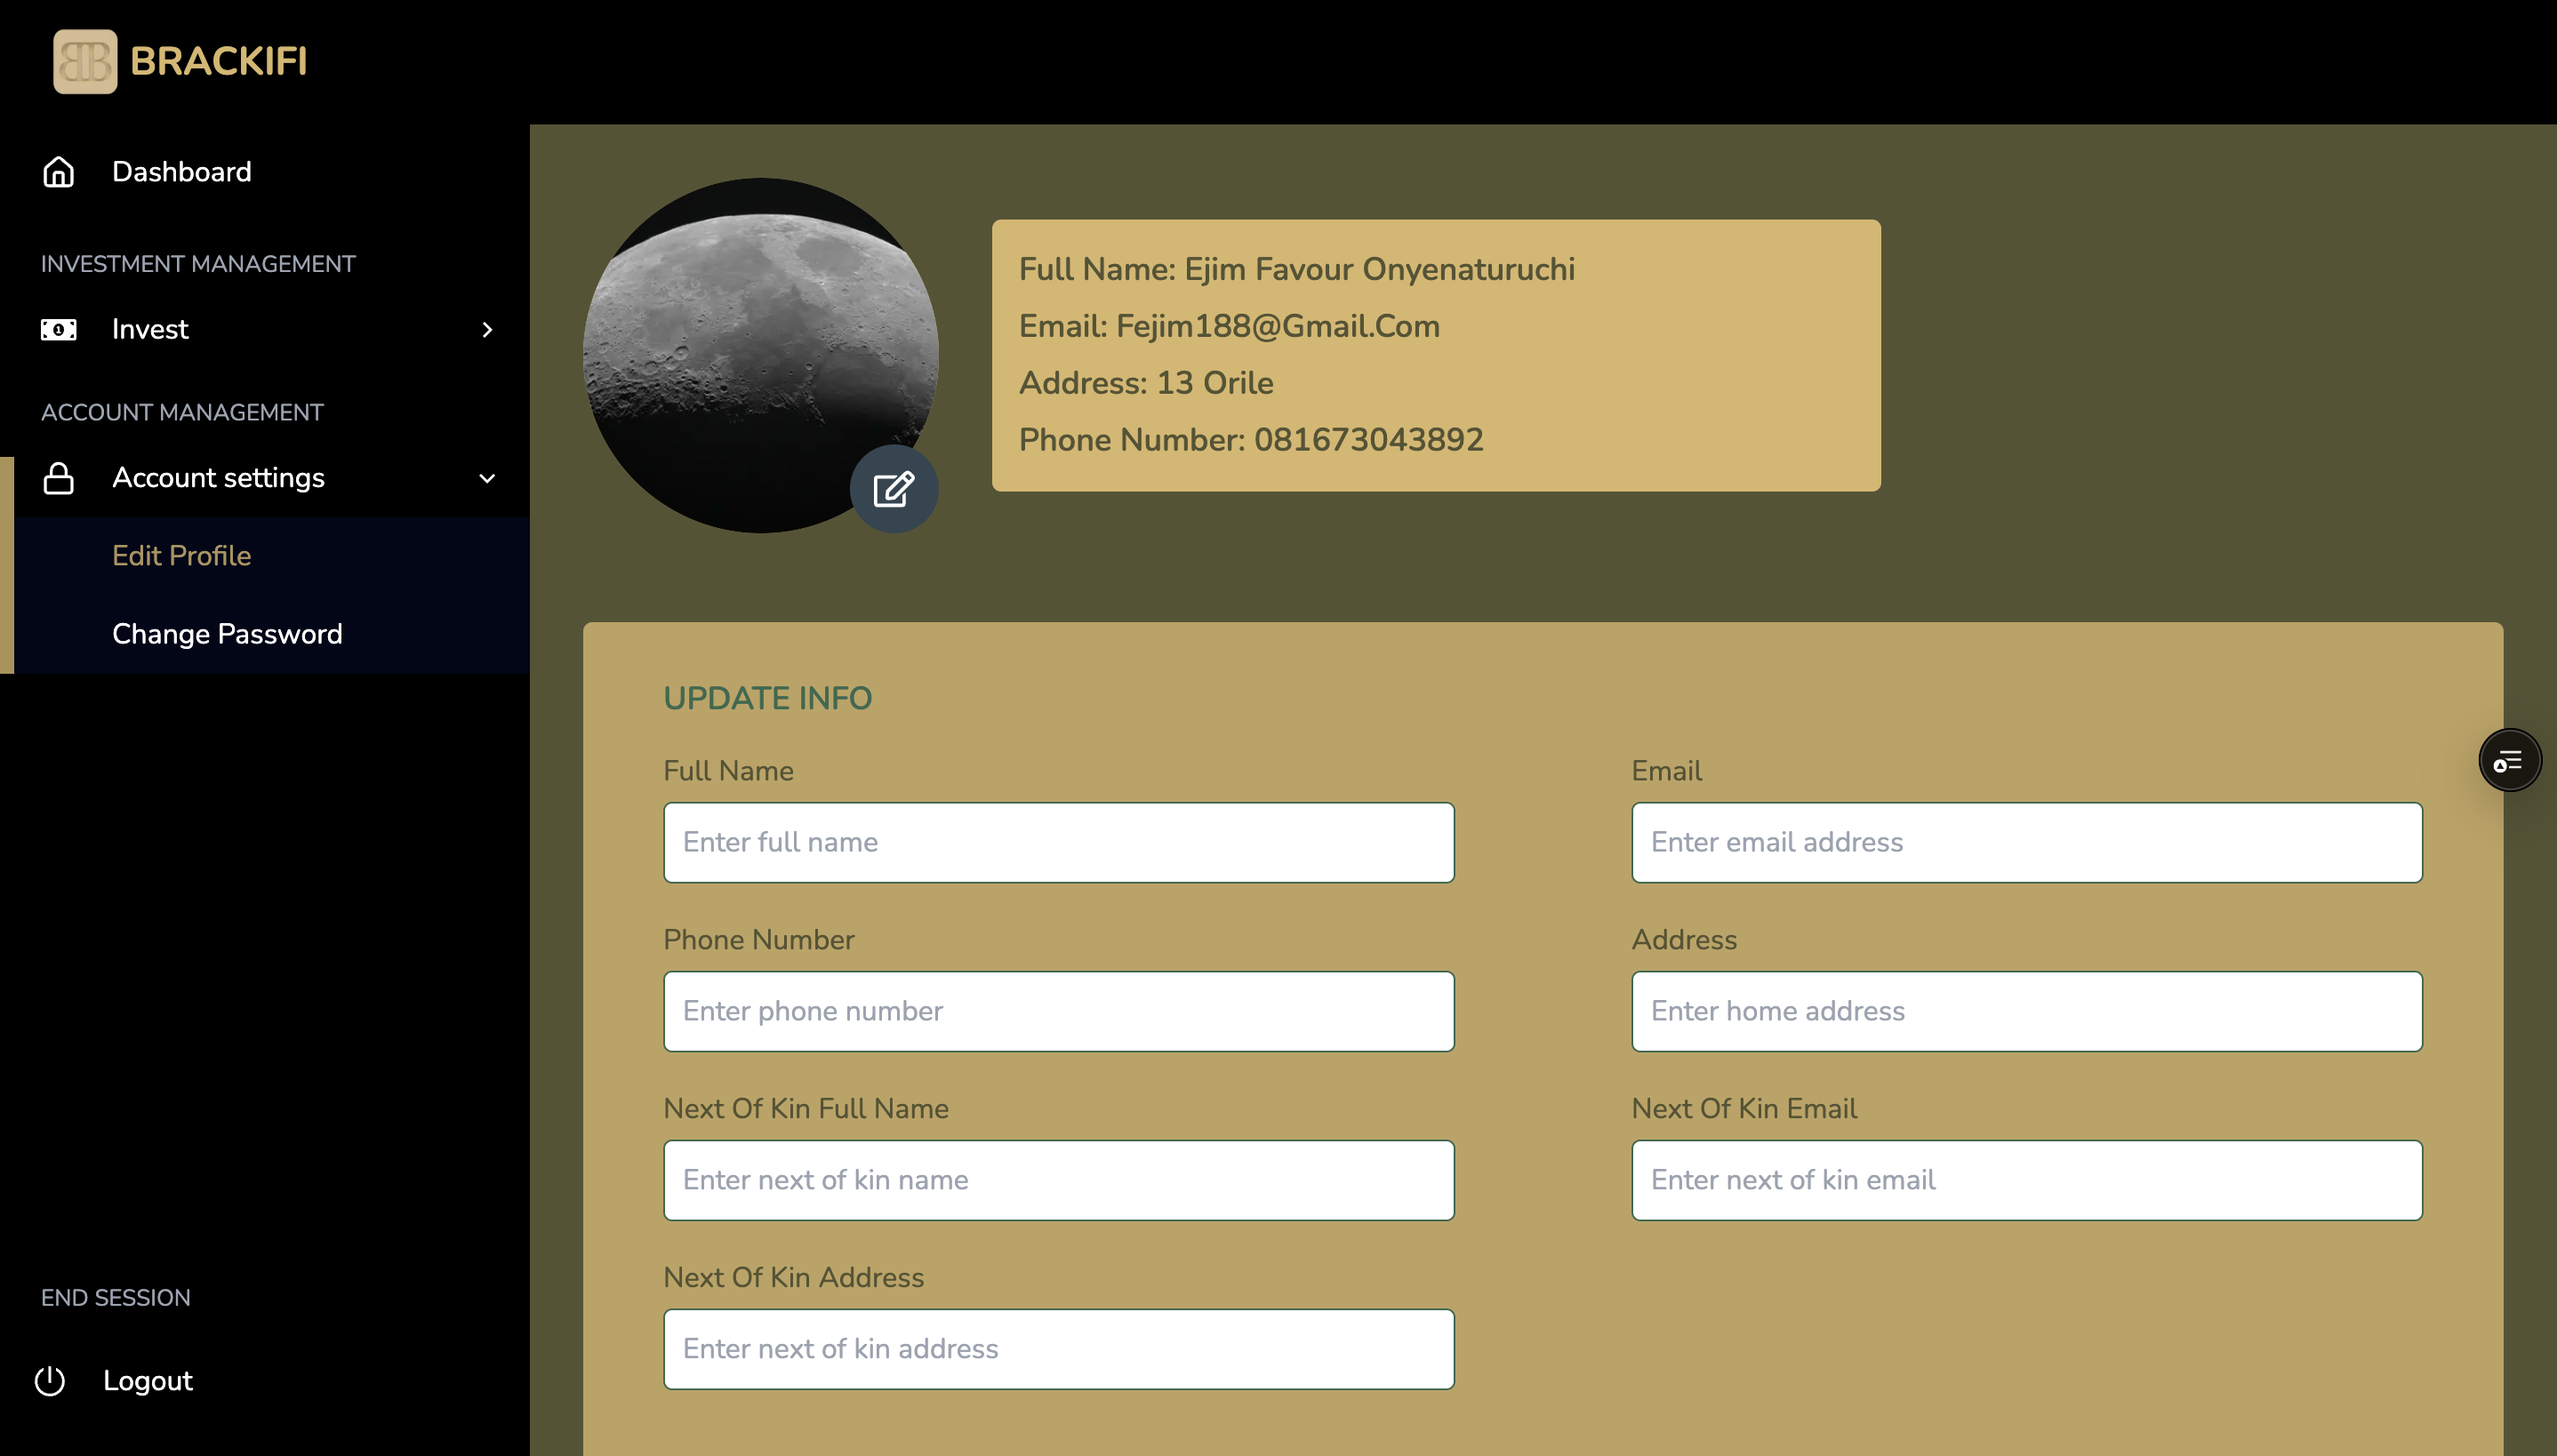 BRACKIFI
Dashboard
INVESTMENT MANAGEMENT
Invest
ACCOUNT MANAGEMENT
Account settings
Edit Profile
Change Password
END SESSION
Logout
Full Name: Ejim Favour Onyenaturuchi
Email: Fejim188@Gmail.Com
Address: 13 Orile
Phone Number: 081673043892
UPDATE INFO
Full Name
Enter full name
Email
Enter email address
Phone Number
Enter phone number
Address
Enter home address
Next Of Kin Full Name
Enter next of kin name
Next Of Kin Email
Enter next of kin email
Next Of Kin Address
Enter next of kin address